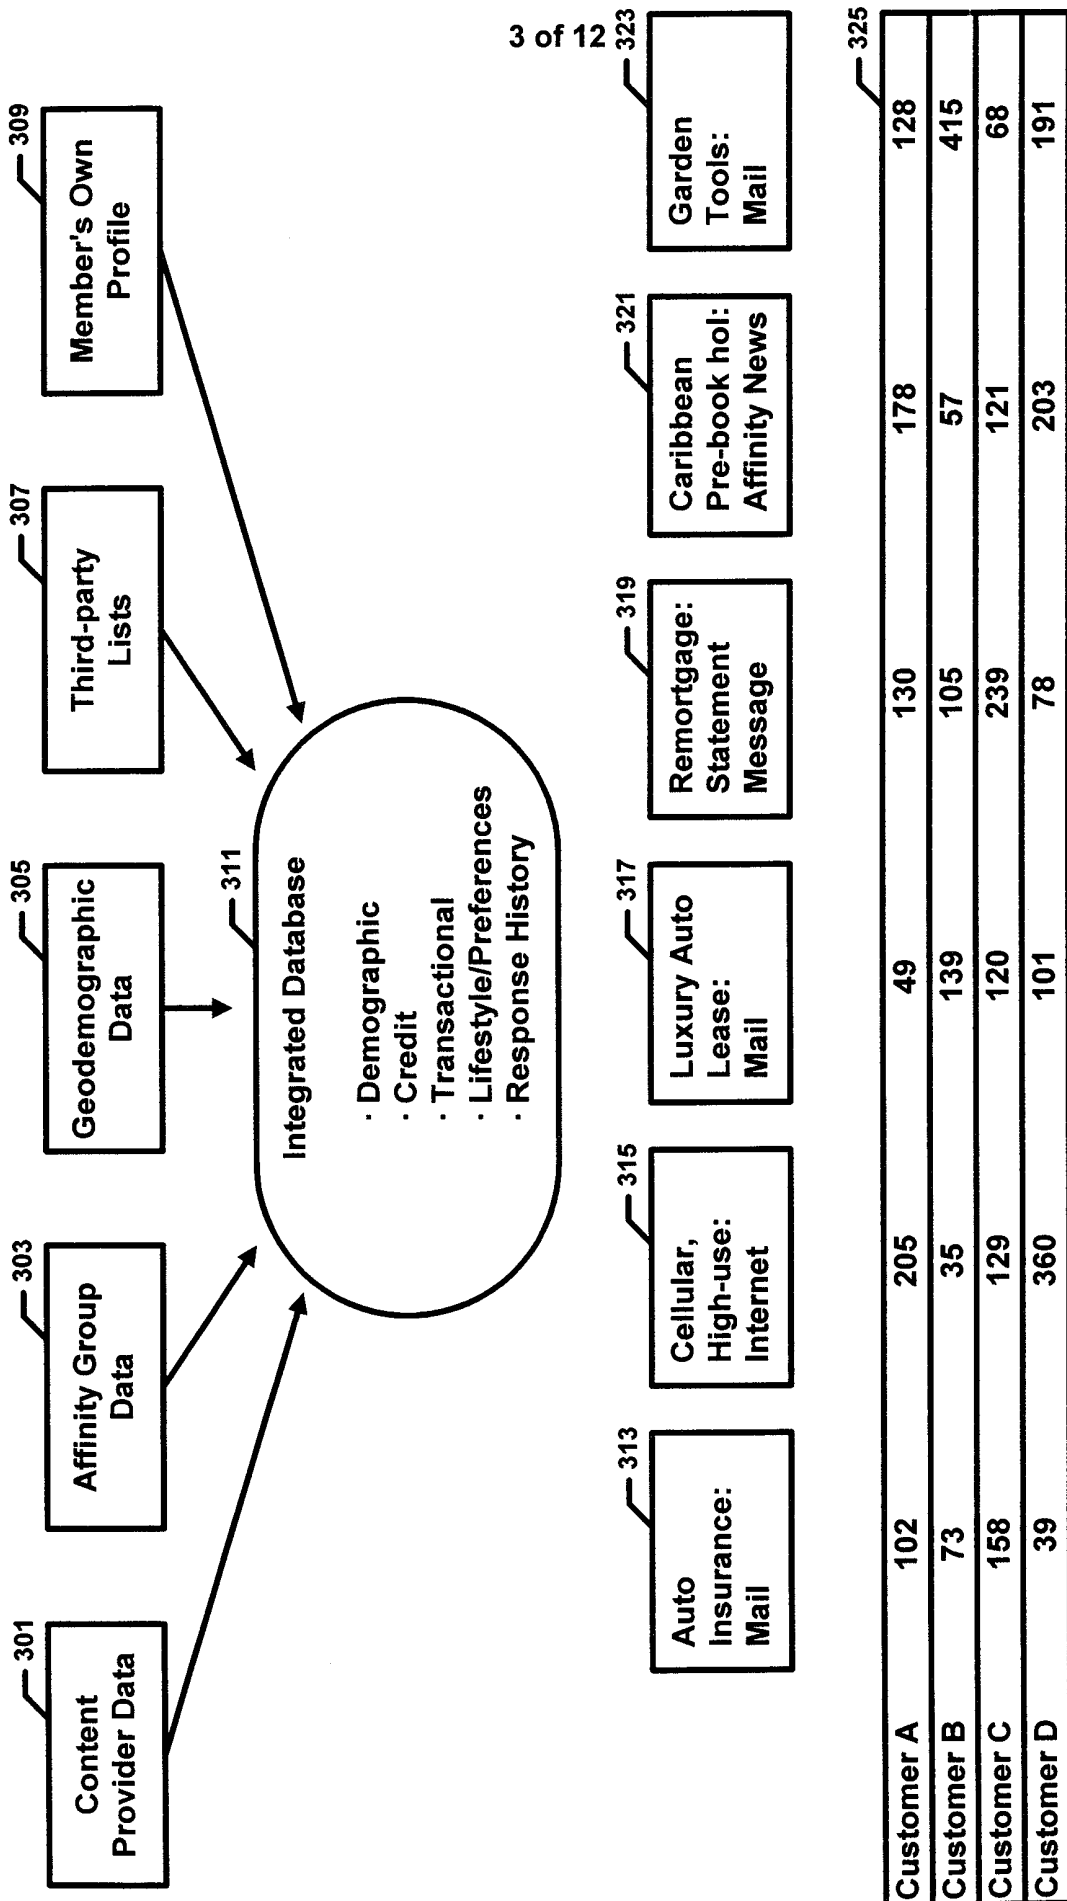 3 of 12
301
Content
Provider Data
303
Affinity Group
Data
305
Geodemographic
Data
307
Third-party
Lists
309
Member's Own
Profile
311
Integrated Database
· Demographic
· Credit
· Transactional
· Lifestyle/Preferences
· Response History
313
Auto
Insurance:
Mail
315
Cellular,
High-use:
Internet
317
Luxury Auto
Lease:
Mail
319
Remortgage:
Statement
Message
321
Caribbean
Pre-book hol:
Affinity News
323
Garden
Tools:
Mail
325
Customer A 102 205 49 130 178 128
Customer B 73 35 139 105 57 415
Customer C 158 129 120 239 121 68
Customer D 39 360 101 78 203 191